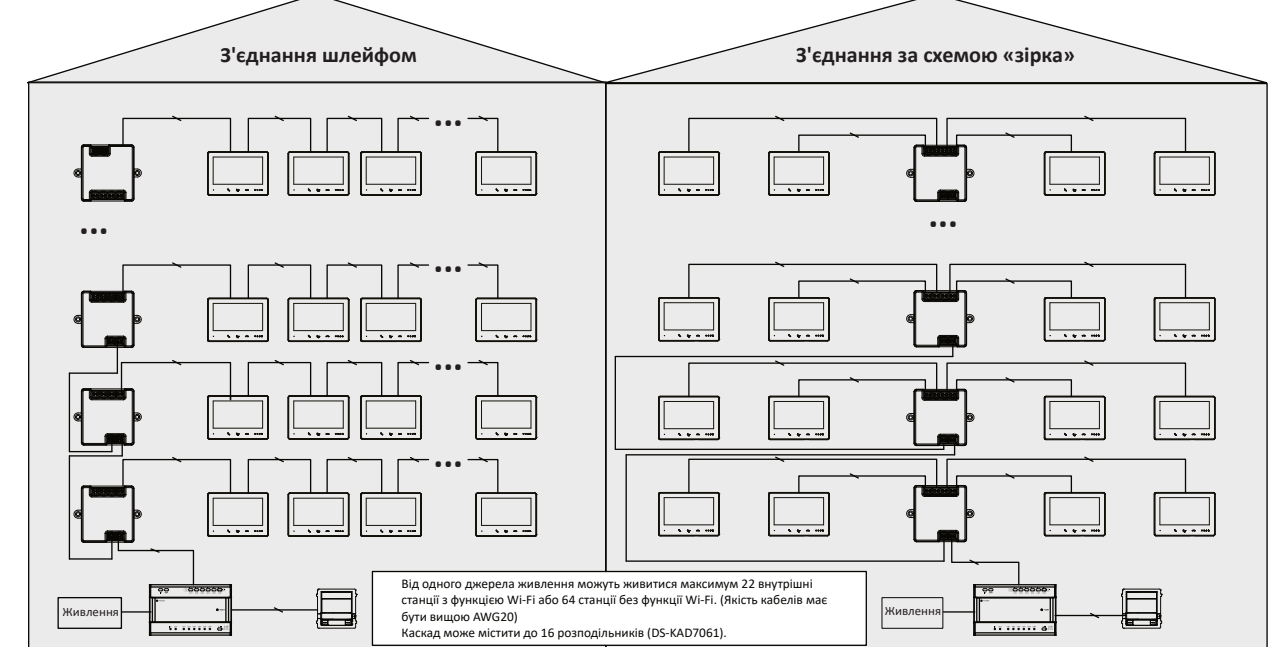 З'єднання шлейфом
З'єднання за схемою «зірка»
Живлення
Від одного джерела живлення можуть живитися максимум 22 внутрішні
станції з функцією Wi-Fi або 64 станції без функції Wi-Fi. (Якість кабелів має
бути вищою AWG20)
Каскад може містити до 16 розподільників (DS-KAD7061).
Живлення